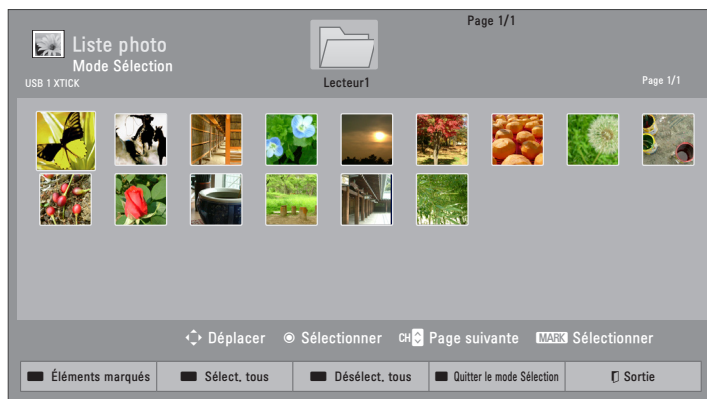 Page 1/1
Liste photo
Mode Sélection
USB 1 XTICK
Lecteur1
Page 1/1
Déplacer
Sélectionner
CH Page suivante
MARK Sélectionner
Éléments marqués
Sélect. tous
Désélect. tous
Quitter le mode Sélection
Sortie